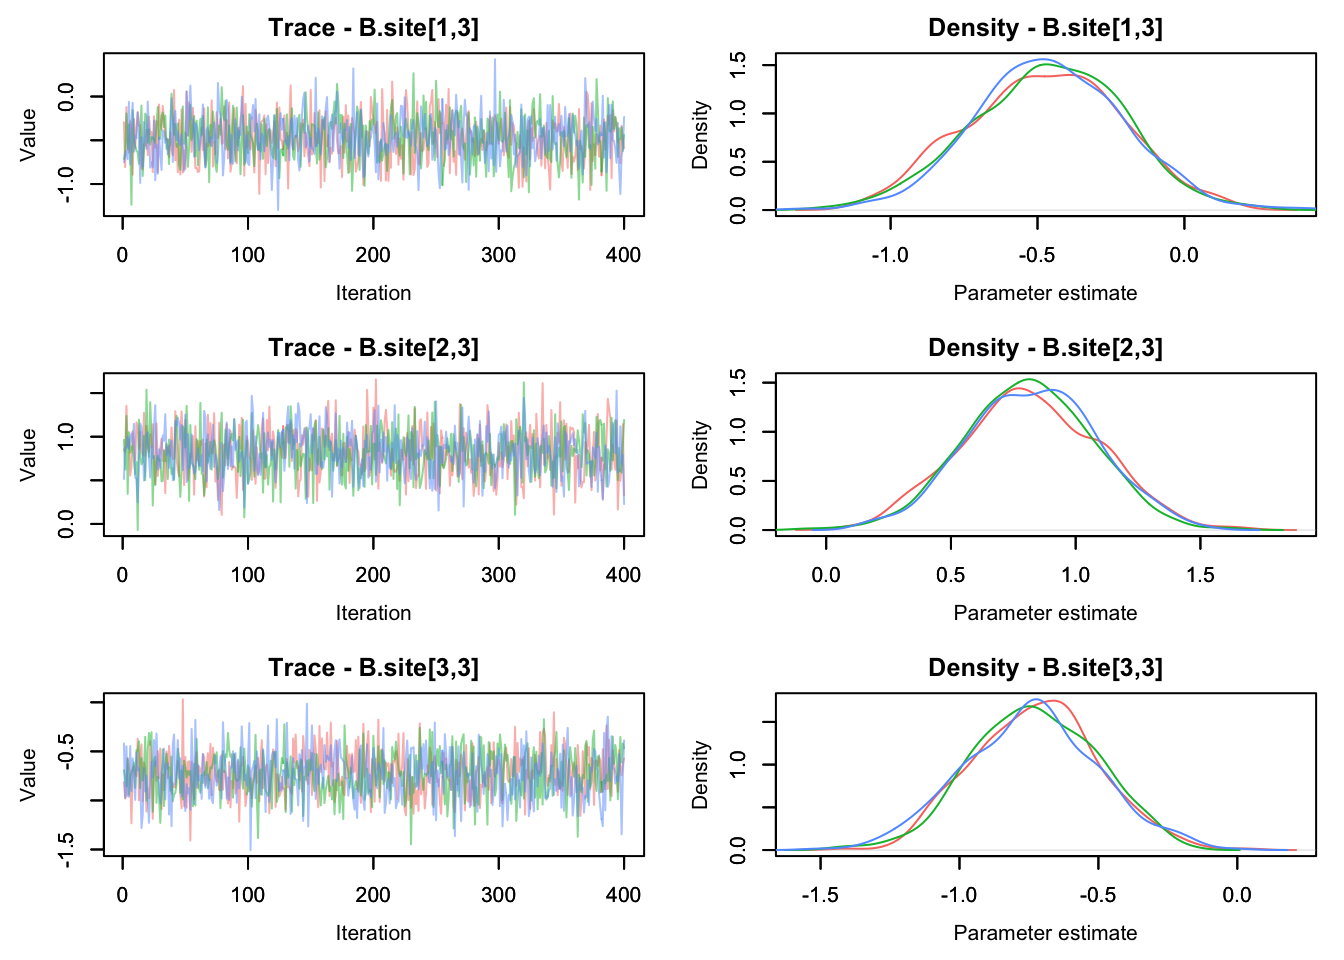 Trace - B.site[1,3]
Value
0.0
-1.0
0
100
200
300
400
Iteration
Density - B.site[1,3]
Density
1.5
1.0
0.5
0.0
-1.0
-0.5
0.0
Parameter estimate
Trace - B.site[2,3]
Value
1.0
0.0
0
100
200
300
400
Iteration
Density - B.site[2,3]
Density
1.5
1.0
0.5
0.0
0.0
0.5
1.0
1.5
Parameter estimate
Trace - B.site[3,3]
Value
-0.5
-1.5
0
100
200
300
400
Iteration
Density - B.site[3,3]
Density
1.0
0.0
-1.5
-1.0
-0.5
0.0
Parameter estimate